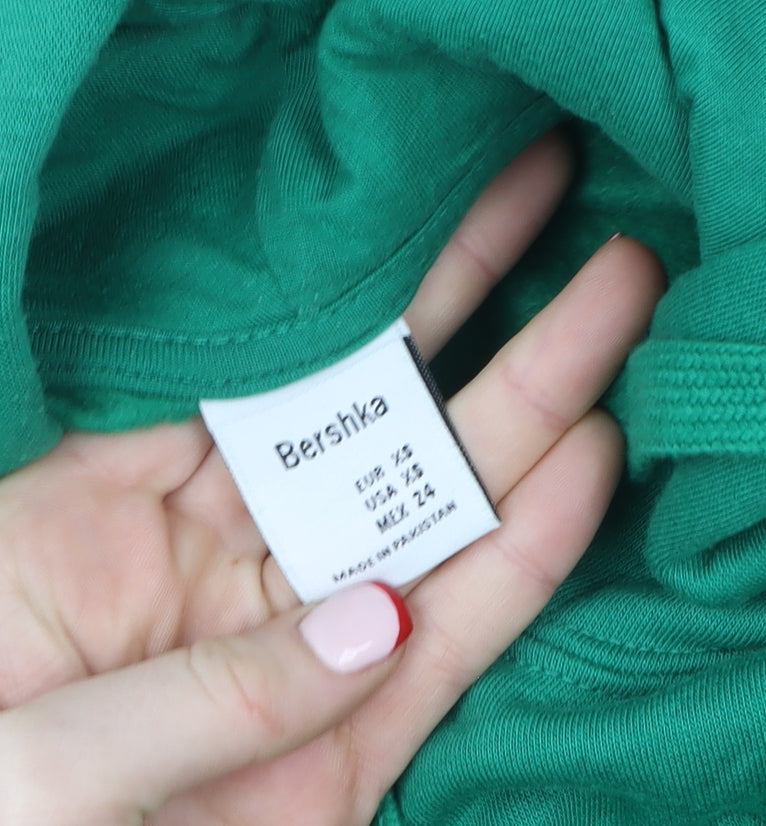 Bershka
EUR XS
USA XS
MEX 24
MADE IN PAKISTAN